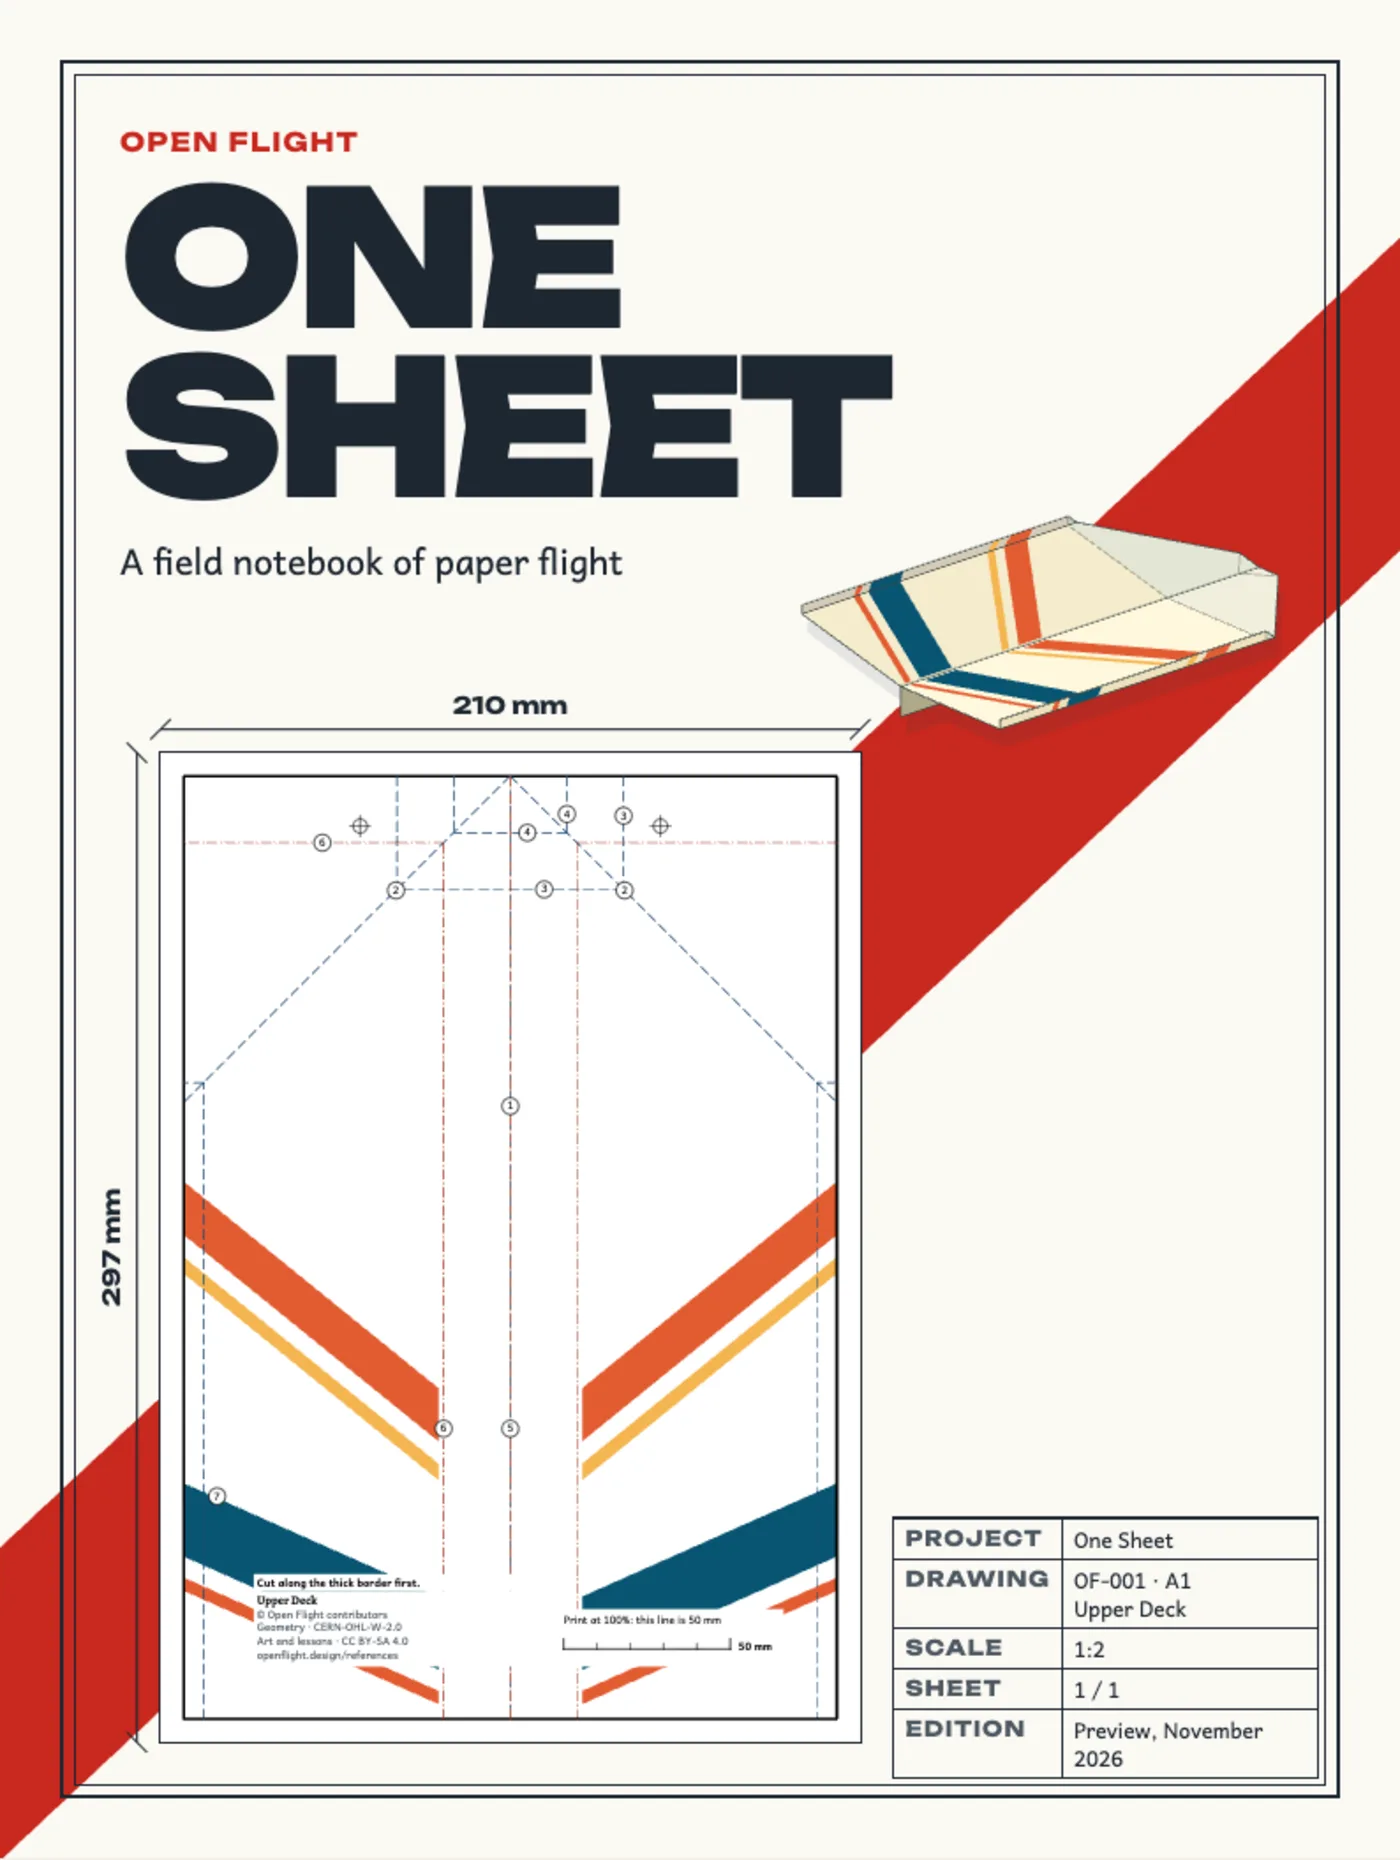 OPEN FLIGHT
ONE
SHEET
A field notebook of paper flight
210 mm
297 mm
4
3
4
6
2
3
2
1
6
5
7
Cut along the thick border first.
Upper Deck
© Open Flight contributors
Geometry · CERN-OHL-W-2.0
Art and lessons · CC BY-SA 4.0
openflight.design/references
Print at 100%: this line is 50 mm
50 mm
PROJECT One Sheet
DRAWING OF-001 · A1
Upper Deck
SCALE 1:2
SHEET 1 / 1
EDITION Preview, November
2026